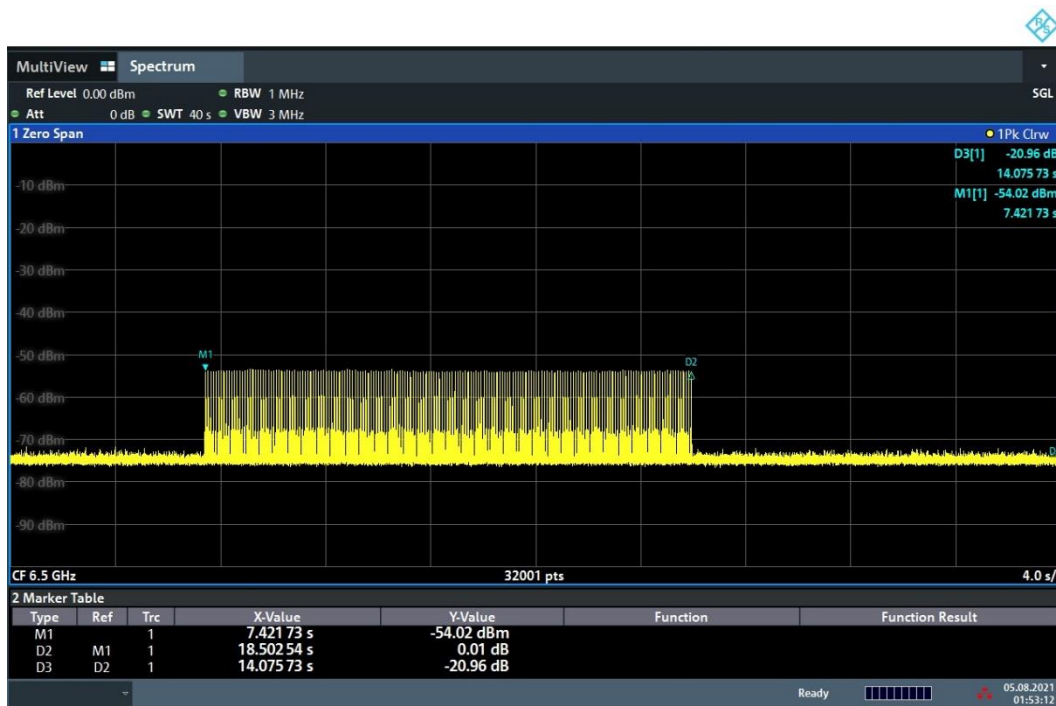 R&S
MultiView Spectrum
Ref Level 0.00 dBm RBW 1 MHz SGL
Att 0 dB SWT 40 s VBW 3 MHz
1 Zero Span 1Pk Clrw
D3[1] -20.96 dB
14.075 73 s
M1[1] -54.02 dBm
7.421 73 s
-10 dBm
-20 dBm
-30 dBm
-40 dBm
-50 dBm
M1
D2
-60 dBm
-70 dBm
-80 dBm
-90 dBm
CF 6.5 GHz 32001 pts 4.0 s/
2 Marker Table
Type Ref Trc X-Value Y-Value Function Function Result
M1 1 7.421 73 s -54.02 dBm
D2 M1 1 18.502 54 s 0.01 dB
D3 D2 1 14.075 73 s -20.96 dB
Ready 05.08.2021
01:53:12